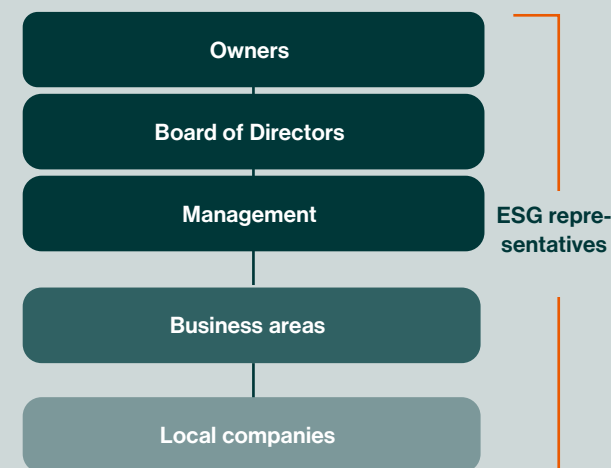 Owners
Board of Directors
Management
ESG repre-
sentatives
Business areas
Local companies